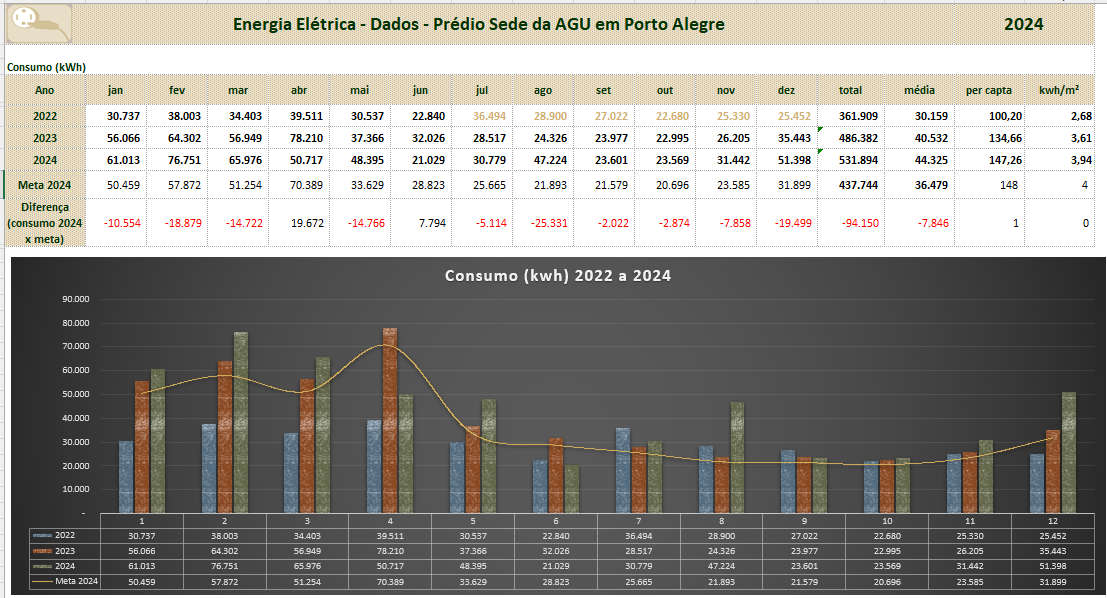 Energia Elétrica - Dados - Prédio Sede da AGU em Porto Alegre 2024
Consumo (kWh)
Ano jan fev mar abr mai jun jul ago set out nov dez total média per capta kwh/m²
2022 30.737 38.003 34.403 39.511 30.537 22.840 36.494 28.900 27.022 22.680 25.330 25.452 361.909 30.159 100,20 2,68
2023 56.066 64.302 56.949 78.210 37.366 32.026 28.517 24.326 23.977 22.995 26.205 35.443 486.382 40.532 134,66 3,61
2024 61.013 76.751 65.976 50.717 48.395 21.029 30.779 47.224 23.601 23.569 31.442 51.398 531.894 44.325 147,26 3,94
Meta 2024 50.459 57.872 51.254 70.389 33.629 28.823 25.665 21.893 21.579 20.696 23.585 31.899 437.744 36.479 148 4
Diferença
(consumo 2024
x meta)
-10.554 -18.879 -14.722 19.672 -14.766 7.794 -5.114 -25.331 -2.022 -2.874 -7.858 -19.499 -94.150 -7.846 1 0
Consumo (kwh) 2022 a 2024
90.000
80.000
70.000
60.000
50.000
40.000
30.000
20.000
10.000
-
1 2 3 4 5 6 7 8 9 10 11 12
2022 30.737 38.003 34.403 39.511 30.537 22.840 36.494 28.900 27.022 22.680 25.330 25.452
2023 56.066 64.302 56.949 78.210 37.366 32.026 28.517 24.326 23.977 22.995 26.205 35.443
2024 61.013 76.751 65.976 50.717 48.395 21.029 30.779 47.224 23.601 23.569 31.442 51.398
Meta 2024 50.459 57.872 51.254 70.389 33.629 28.823 25.665 21.893 21.579 20.696 23.585 31.899